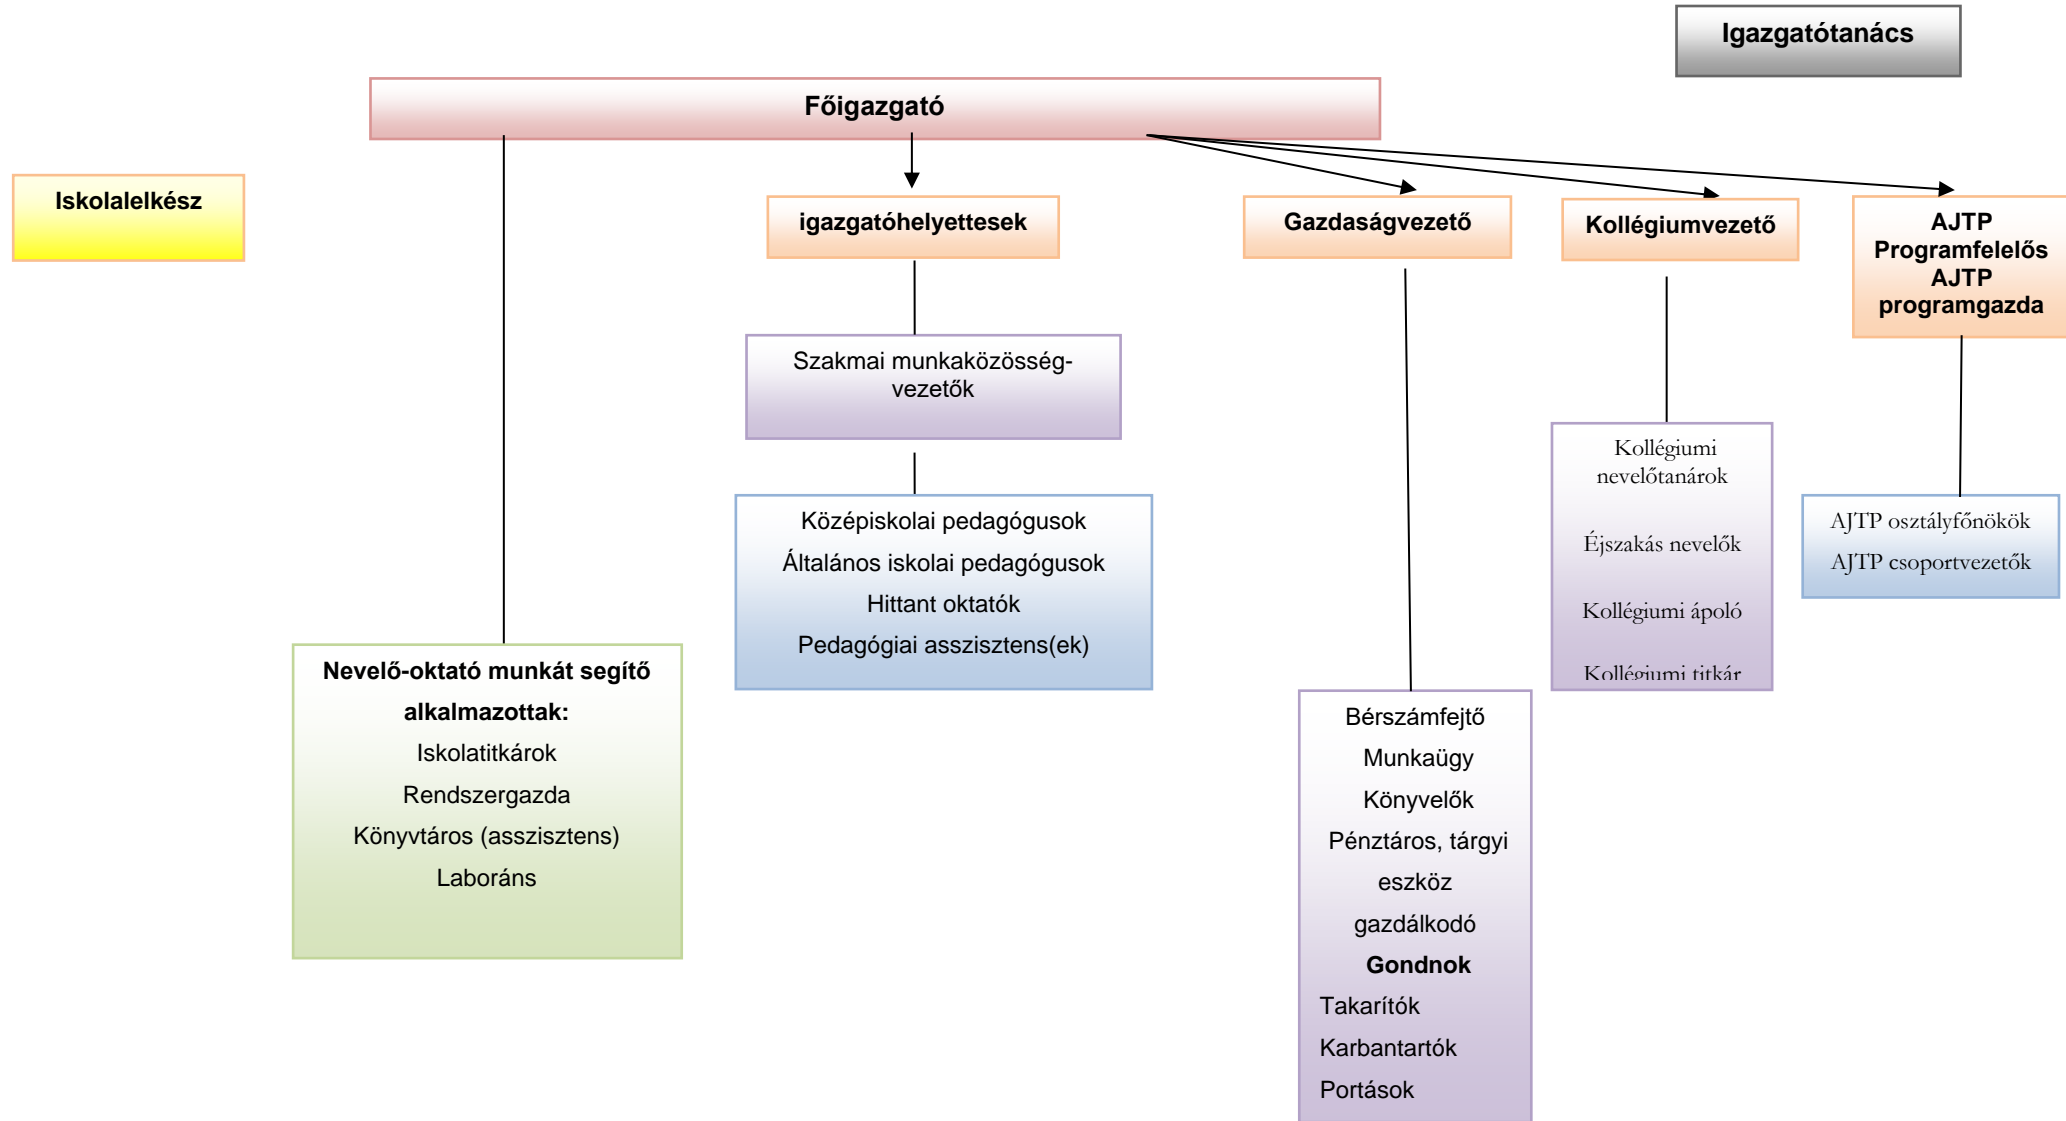 Igazgatótanács
Főigazgató
Iskolalelkész
igazgatóhelyettesek
Gazdaságvezető
Kollégiumvezető
AJTP
Programfelelős
AJTP
programgazda
Szakmai munkaközösség-
vezetők
Középiskolai pedagógusok
Általános iskolai pedagógusok
Hittant oktatók
Pedagógiai asszisztens(ek)
Kollégiumi
nevelőtanárok
Éjszakás nevelők
Kollégiumi ápoló
Kollégiumi titkár
AJTP osztályfőnökök
AJTP csoportvezetők
Nevelő-oktató munkát segítő
alkalmazottak:
Iskolatitkárok
Rendszergazda
Könyvtáros (asszisztens)
Laboráns
Bérszámfejtő
Munkaügy
Könyvelők
Pénztáros, tárgyi
eszköz
gazdálkodó
Gondnok
Takarítók
Karbantartók
Portások